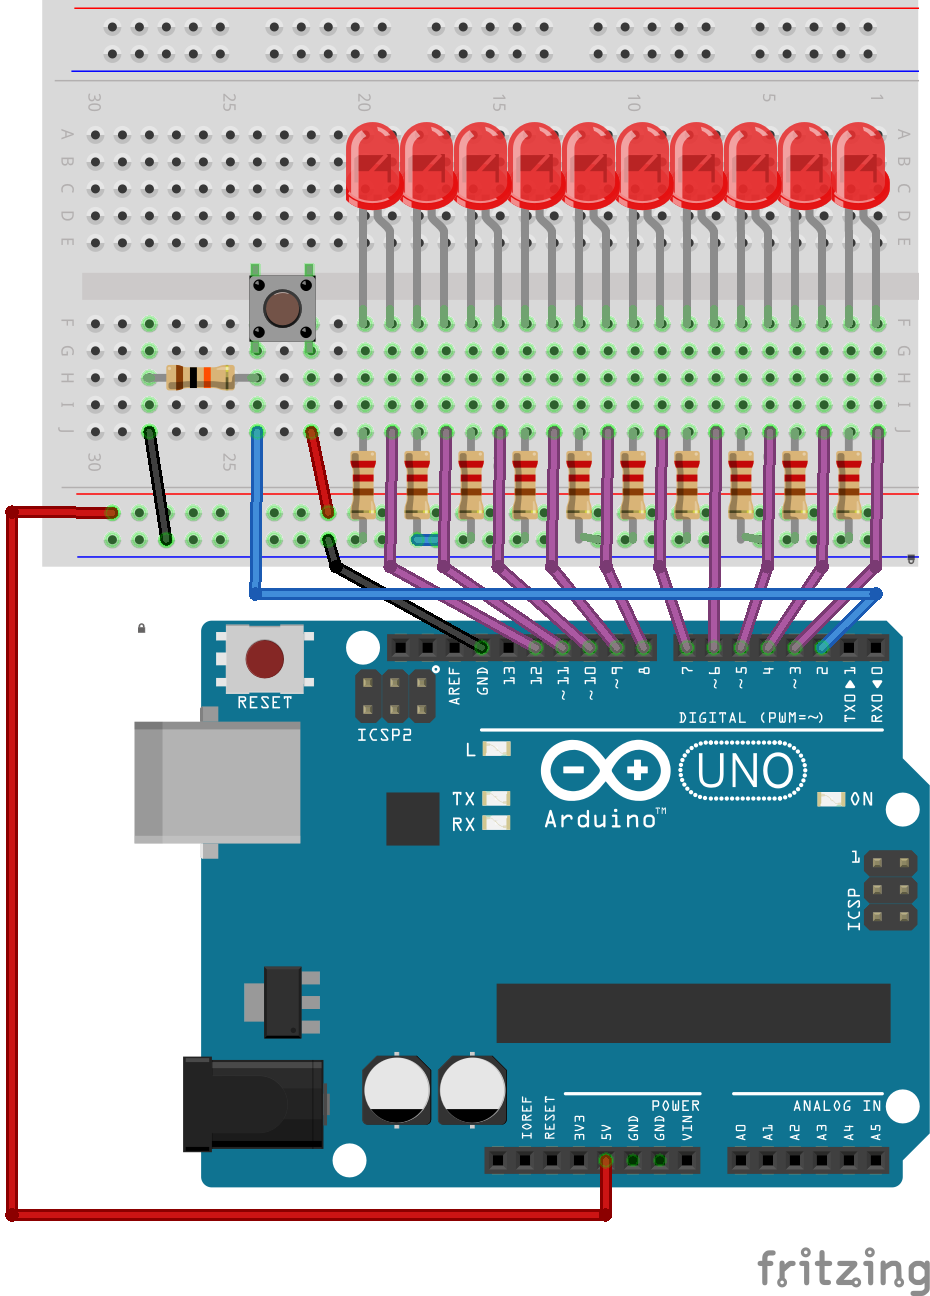 30 25 20 15 10 5 1
A A
B B
C C
D D
E E
F F
G G
H H
I I
J J
30 25
RESET
ICSP2
AREF GND 13 12 ~11 ~10 ~9 8 7 ~6 ~5 4 ~3 2 TX0▶1 RX0◀0
DIGITAL (PWM=~)
L
TX
RX
UNO
Arduino™
ON
1
ICSP
IOREF RESET 3V3 5V GND GND VIN
POWER
A0 A1 A2 A3 A4 A5
ANALOG IN
fritzing